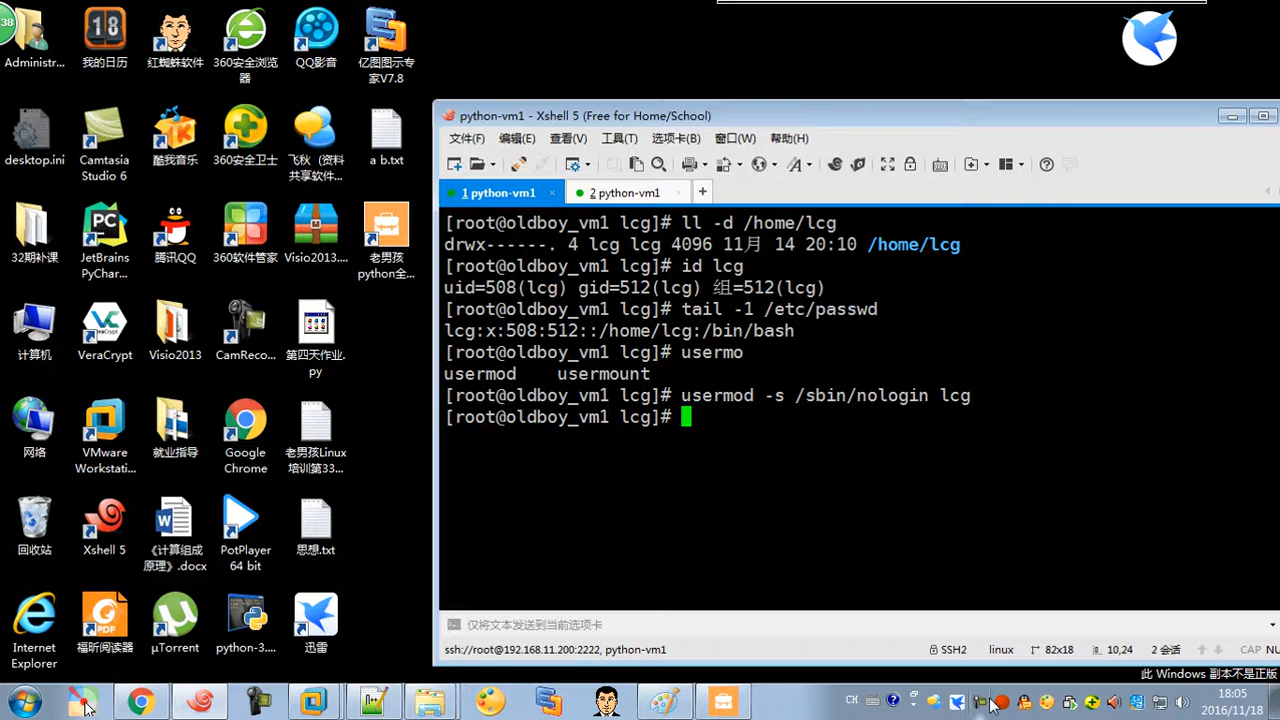 38
Administr...
18
我的日历
红蜘蛛软件
360安全浏览
器
QQ影音
亿图图示专
家V7.8
desktop.ini
Camtasia
Studio 6
酷我音乐
360安全卫士
飞秋（资料
共享软件...
a b.txt
32期补课
PC
JetBrains
PyChar...
腾讯QQ
360软件管家
Visio2013....
老男孩
python全...
计算机
VeraCrypt
Visio2013
CamReco...
第四天作业.
py
网络
VMware
Workstati...
就业指导
Google
Chrome
老男孩Linux
培训第33...
回收站
Xshell 5
《计算组成
原理》.docx
PotPlayer
64 bit
思想.txt
Internet
Explorer
福昕阅读器
µTorrent
python-3....
迅雷
python-vm1 - Xshell 5 (Free for Home/School)
文件(F) 编辑(E) 查看(V) 工具(T) 选项卡(B) 窗口(W) 帮助(H)
1 python-vm1 × 2 python-vm1 × +
[root@oldboy_vm1 lcg]# ll -d /home/lcg
drwx------. 4 lcg lcg 4096 11月 14 20:10 /home/lcg
[root@oldboy_vm1 lcg]# id lcg
uid=508(lcg) gid=512(lcg) 组=512(lcg)
[root@oldboy_vm1 lcg]# tail -1 /etc/passwd
lcg:x:508:512::/home/lcg:/bin/bash
[root@oldboy_vm1 lcg]# usermo
usermod usermount
[root@oldboy_vm1 lcg]# usermod -s /sbin/nologin lcg
[root@oldboy_vm1 lcg]#
仅将文本发送到当前选项卡
ssh://root@192.168.11.200:2222, python-vm1 SSH2 linux 82x18 10,24 2 会话 CAP NU
此 Windows 副本不是正版
CH
18:05
2016/11/18